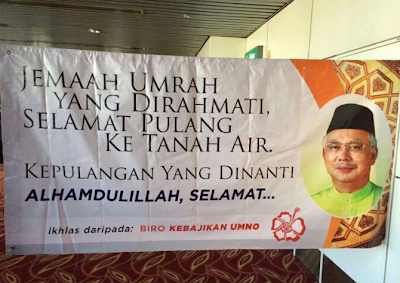 JEMAAH UMRAH
YANG DIRAHMATI,
SELAMAT PULANG
KE TANAH AIR.
KEPULANGAN YANG DINANTI
ALHAMDULILLAH, SELAMAT...
Ikhlas daripada: BIRO KEBAJIKAN UMNO